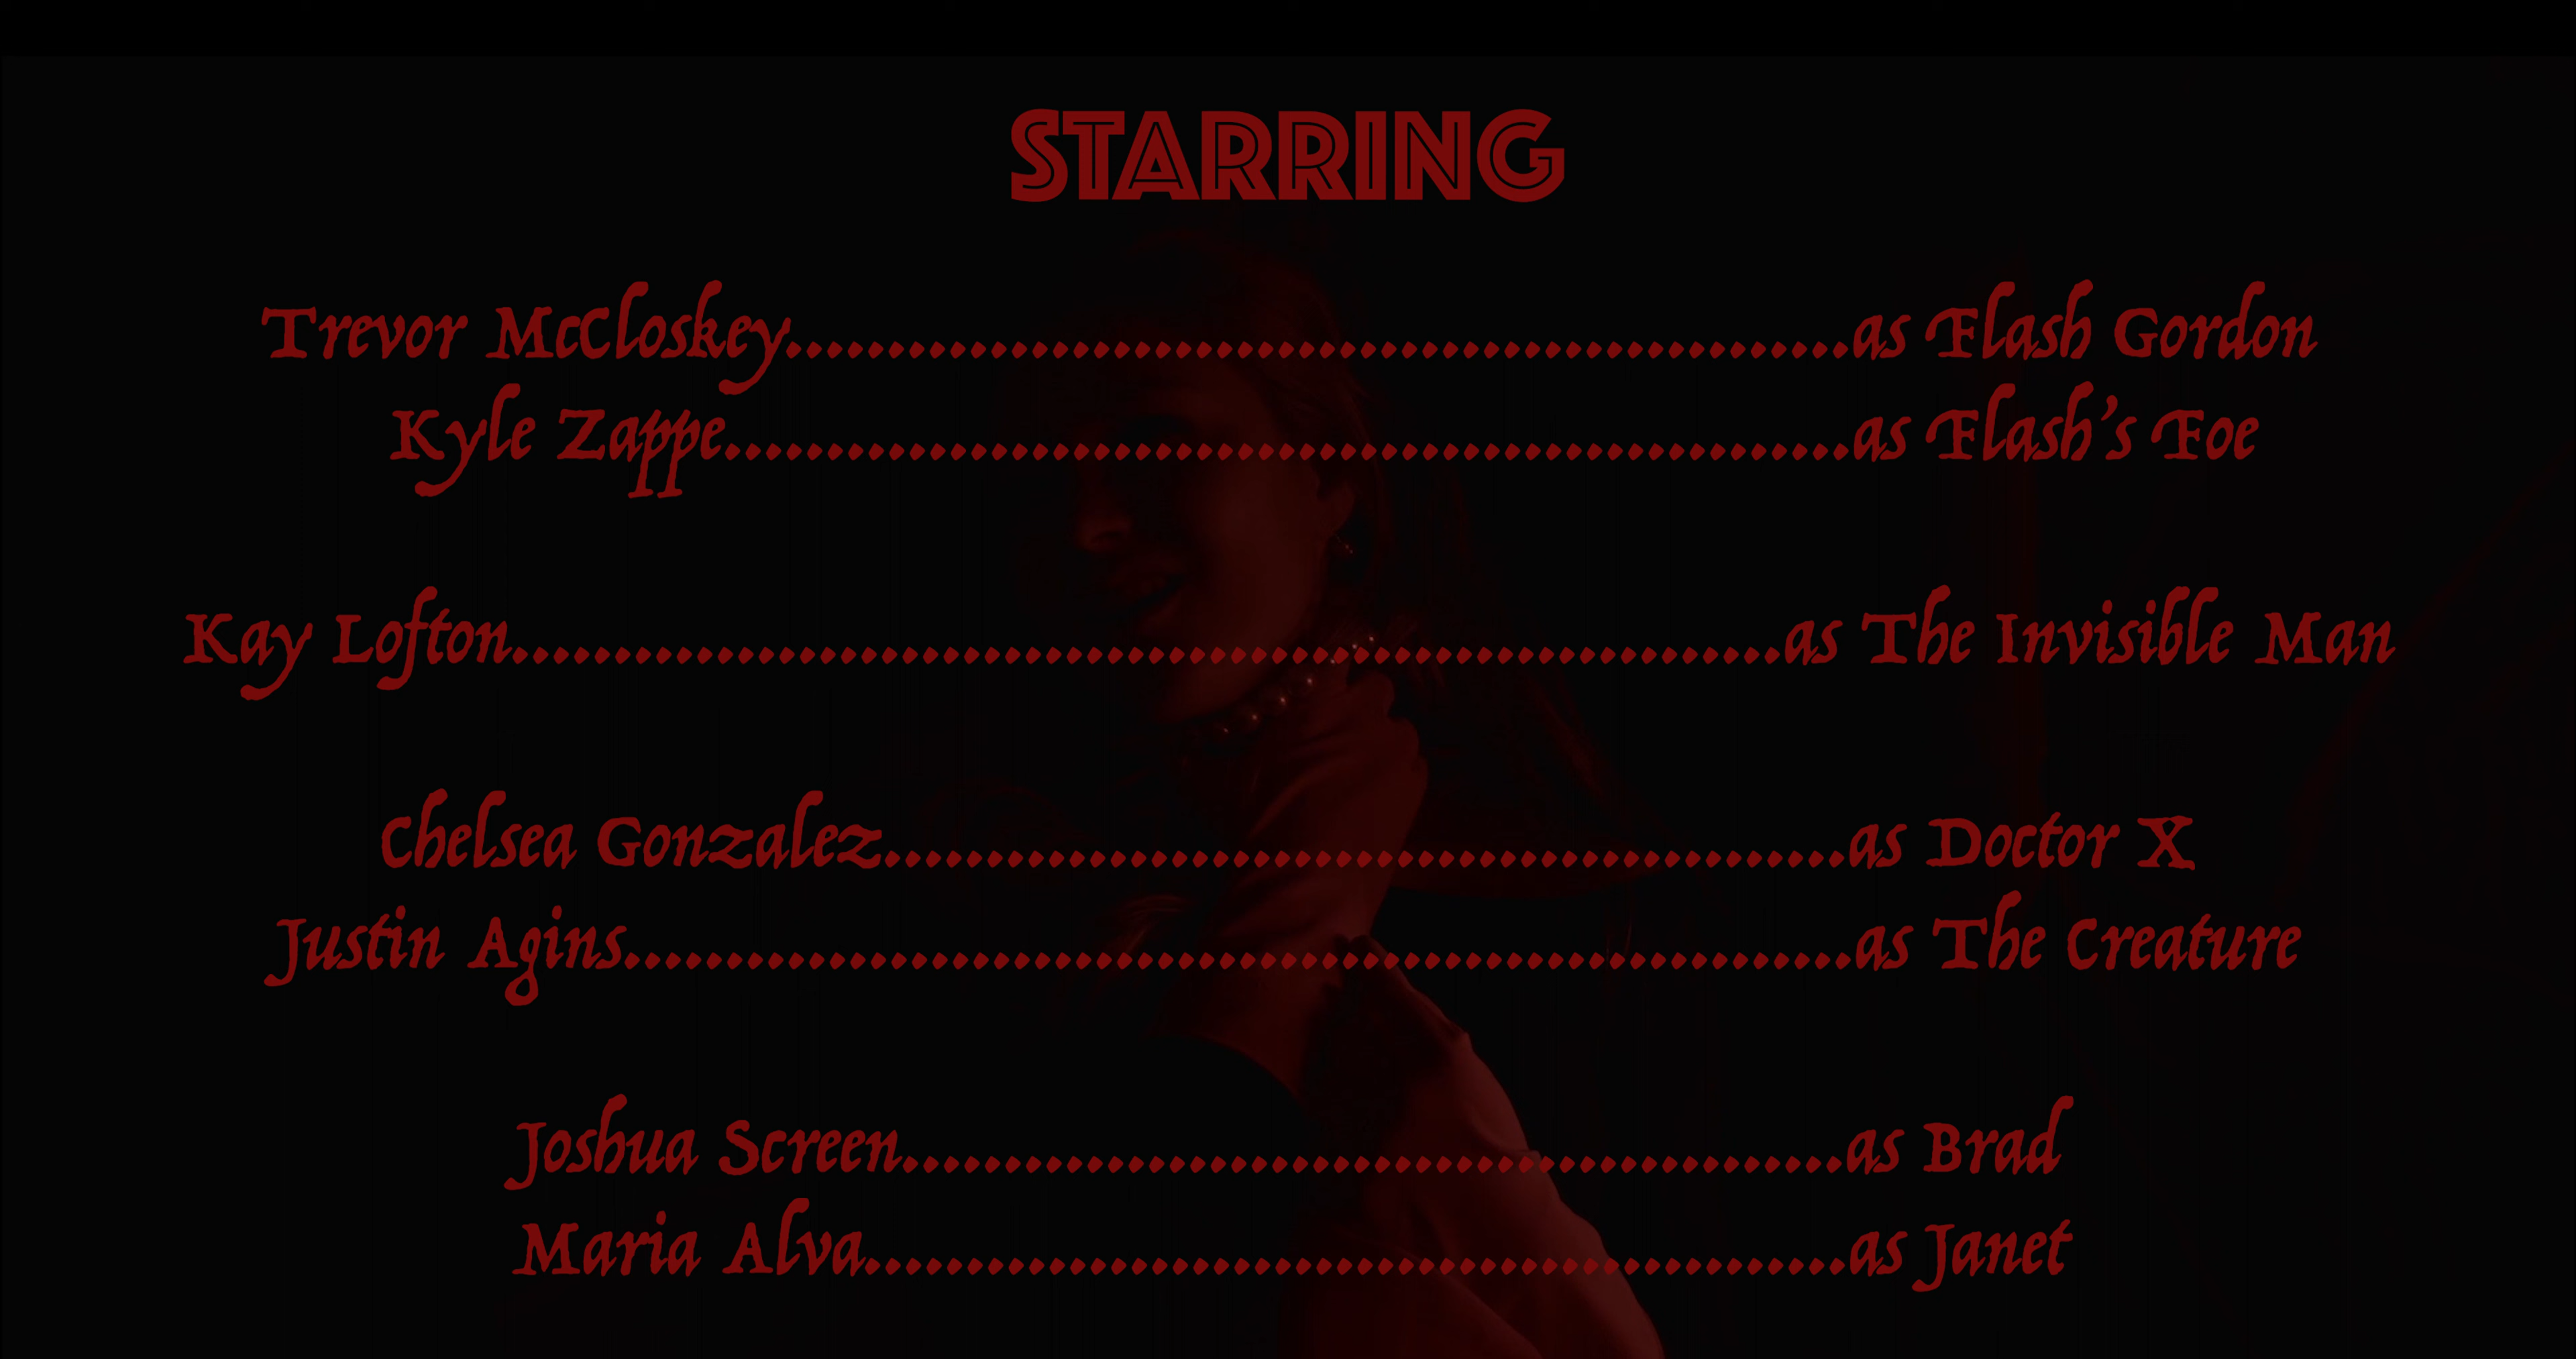 STARRING
Trevor McCloskey....................................................as Flash Gordon
Kyle Zappe.......................................................as Flash's Foe
Kay Lofton..............................................................as The Invisible Man
Chelsea Gonzalez...............................................as Doctor X
Justin Agins............................................................as The Creature
Joshua Screen..............................................as Brad
Maria Alva................................................as Janet